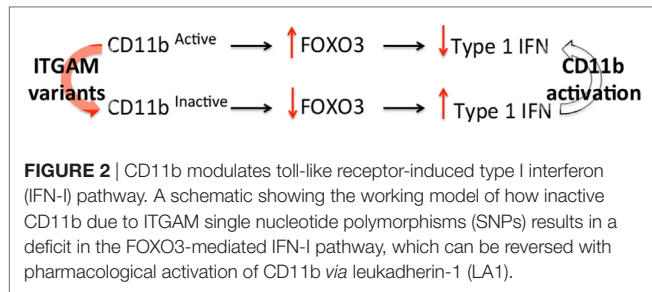 CD11b Active → ↑ FOXO3 → ↓ Type 1 IFN
ITGAM variants
CD11b activation
CD11b Inactive → ↓ FOXO3 → ↑ Type 1 IFN
FIGURE 2 | CD11b modulates toll-like receptor-induced type I interferon
(IFN-I) pathway. A schematic showing the working model of how inactive
CD11b due to ITGAM single nucleotide polymorphisms (SNPs) results in a
deficit in the FOXO3-mediated IFN-I pathway, which can be reversed with
pharmacological activation of CD11b via leukadherin-1 (LA1).